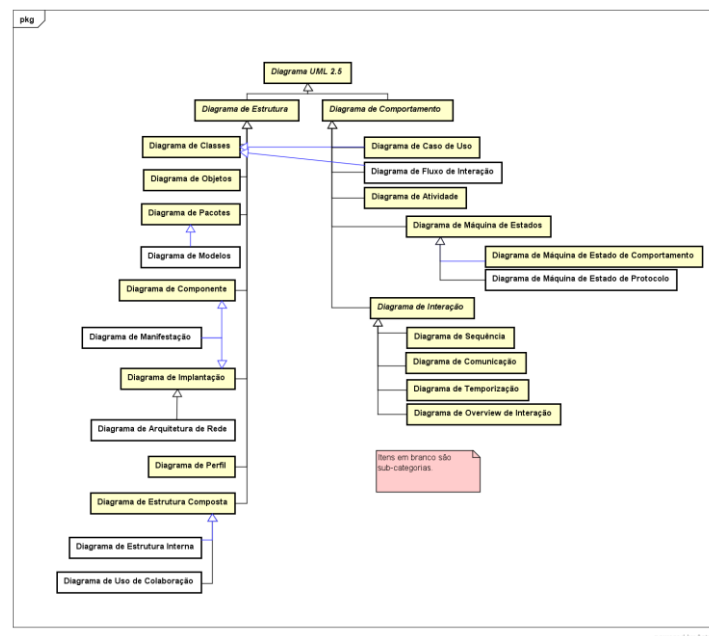 pkg
Diagrama UML 2.5
Diagrama de Estrutura
Diagrama de Comportamento
Diagrama de Classes
Diagrama de Objetos
Diagrama de Pacotes
Diagrama de Modelos
Diagrama de Componente
Diagrama de Manifestação
Diagrama de Implantação
Diagrama de Arquitetura de Rede
Diagrama de Perfil
Diagrama de Estrutura Composta
Diagrama de Estrutura Interna
Diagrama de Uso de Colaboração
Diagrama de Caso de Uso
Diagrama de Fluxo de Interação
Diagrama de Atividade
Diagrama de Máquina de Estados
Diagrama de Máquina de Estado de Comportamento
Diagrama de Máquina de Estado de Protocolo
Diagrama de Interação
Diagrama de Sequência
Diagrama de Comunicação
Diagrama de Temporização
Diagrama de Overview de Interação
Itens em branco são
sub-categorias